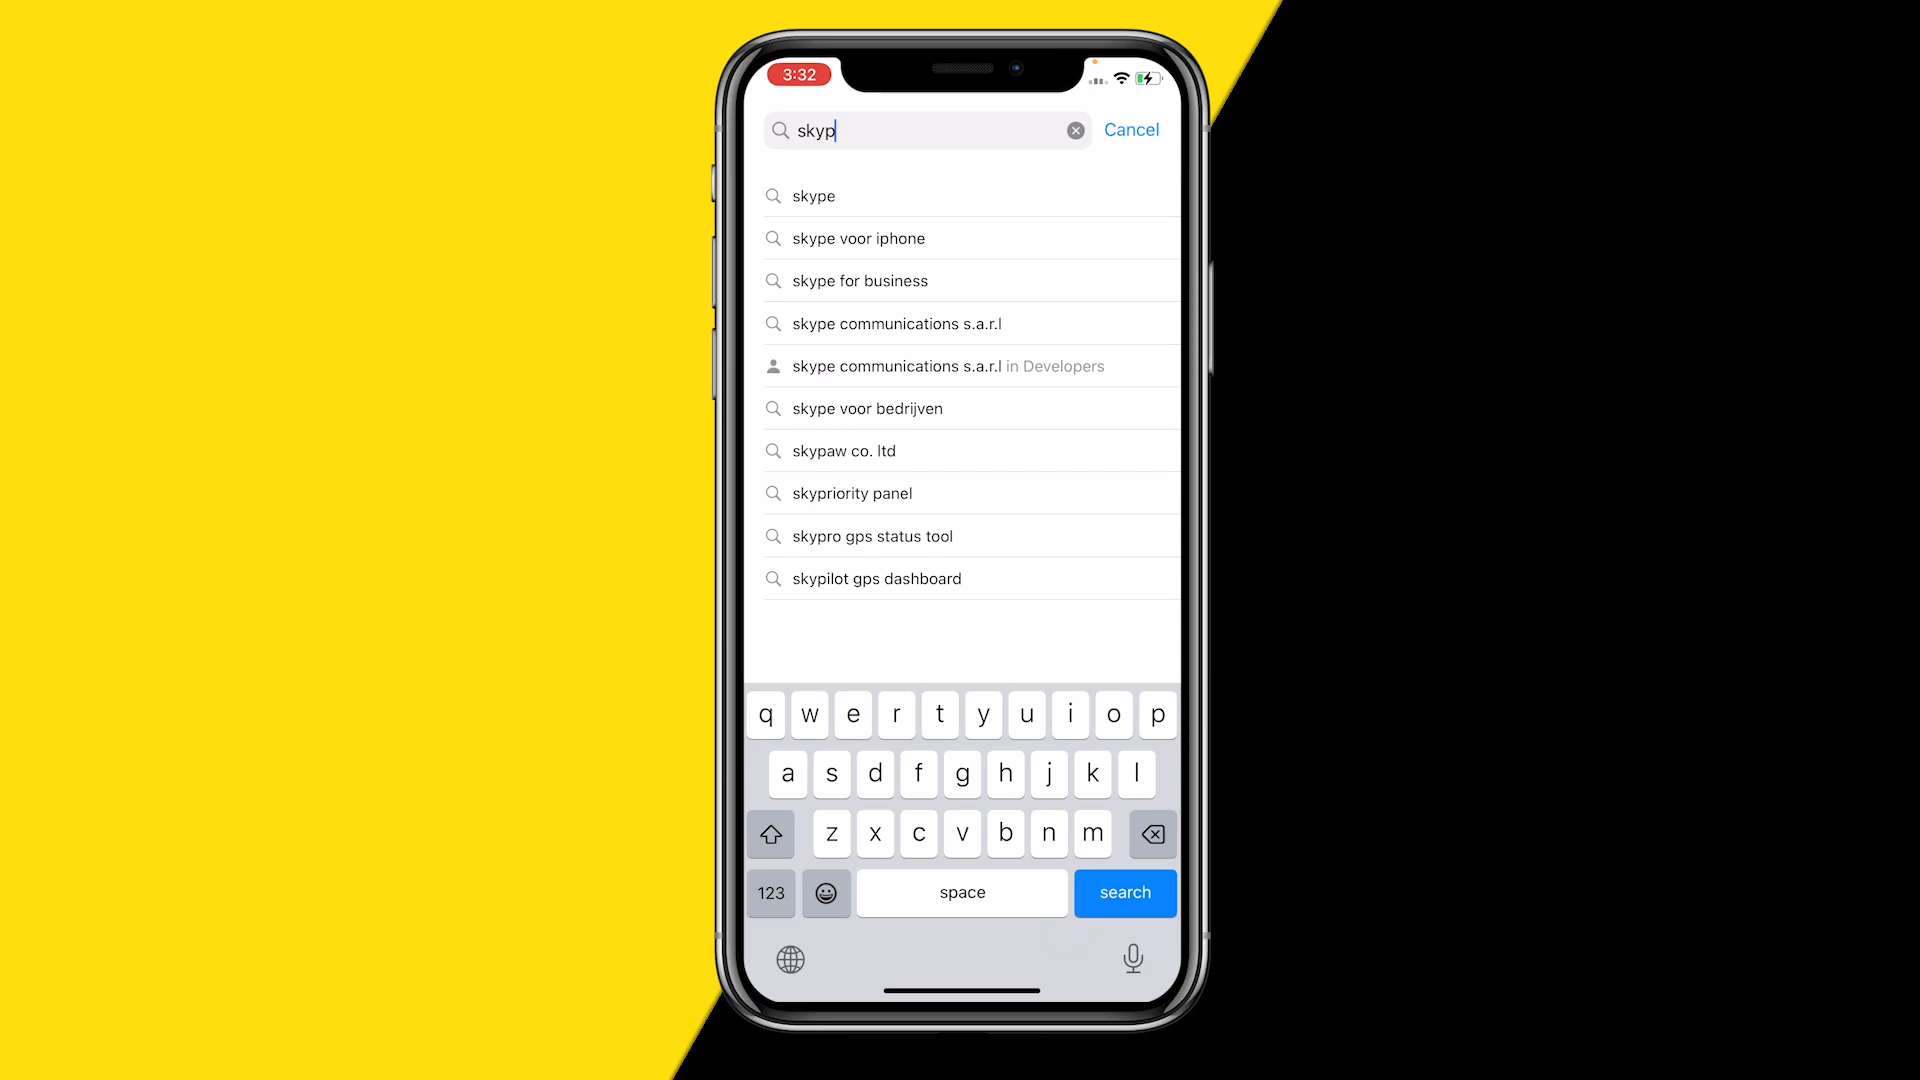 3:32
skyp
Cancel
skype
skype voor iphone
skype for business
skype communications s.a.r.l
skype communications s.a.r.l in Developers
skype voor bedrijven
skypaw co. ltd
skypriority panel
skypro gps status tool
skypilot gps dashboard
q w e r t y u i o p
a s d f g h j k l
z x c v b n m
123
space
search